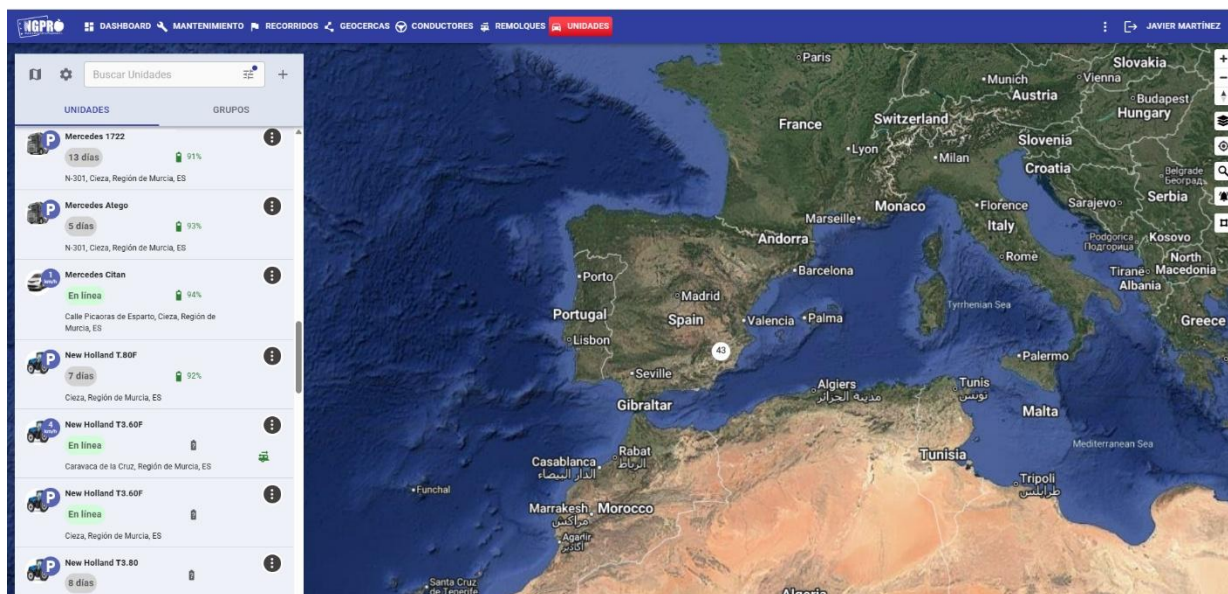 NGPRO
DASHBOARD MANTENIMIENTO RECORRIDOS GEOCERCAS CONDUCTORES REMOLQUES UNIDADES
JAVIER MARTÍNEZ
Buscar Unidades
UNIDADES GRUPOS
P Mercedes 1722
13 días 91%
N-301, Cieza, Región de Murcia, ES
P Mercedes Atego
5 días 93%
N-301, Cieza, Región de Murcia, ES
1 km/h Mercedes Citan
En línea 94%
Calle Picaoras de Esparto, Cieza, Región de
Murcia, ES
P New Holland T.80F
7 días 92%
Cieza, Región de Murcia, ES
4 km/h New Holland T3.60F
En línea
Caravaca de la Cruz, Región de Murcia, ES
P New Holland T3.60F
En línea
Cieza, Región de Murcia, ES
P New Holland T3.80
8 días
Paris
Slovakia
Munich
Vienna
Austria
Budapest
Hungary
France
Switzerland
Slovenia
Lyon
Milan
Croatia
Belgrade
Београд
Serbia
Monaco
Florence
Sarajevo
Marseille
Italy
Andorra
Podgorica
Подгорица
Kosovo
Rome
North
Macedonia
Tirane
Albania
Porto
Barcelona
Madrid
Tyrrhenian Sea
Portugal
Spain
Valencia
Palma
Greece
Lisbon
43
Seville
Palermo
Gibraltar
Algiers
مدينة الجزائر
Tunis
تونس
Malta
Rabat
الرباط
Mediterranean Sea
Casablanca
الدار البيضاء
Tunisia
Tripoli
طرابلس
Funchal
Marrakesh
مراكش
Morocco
Agadir
أكادير
Santa Cruz
de Tenerife
Algeria